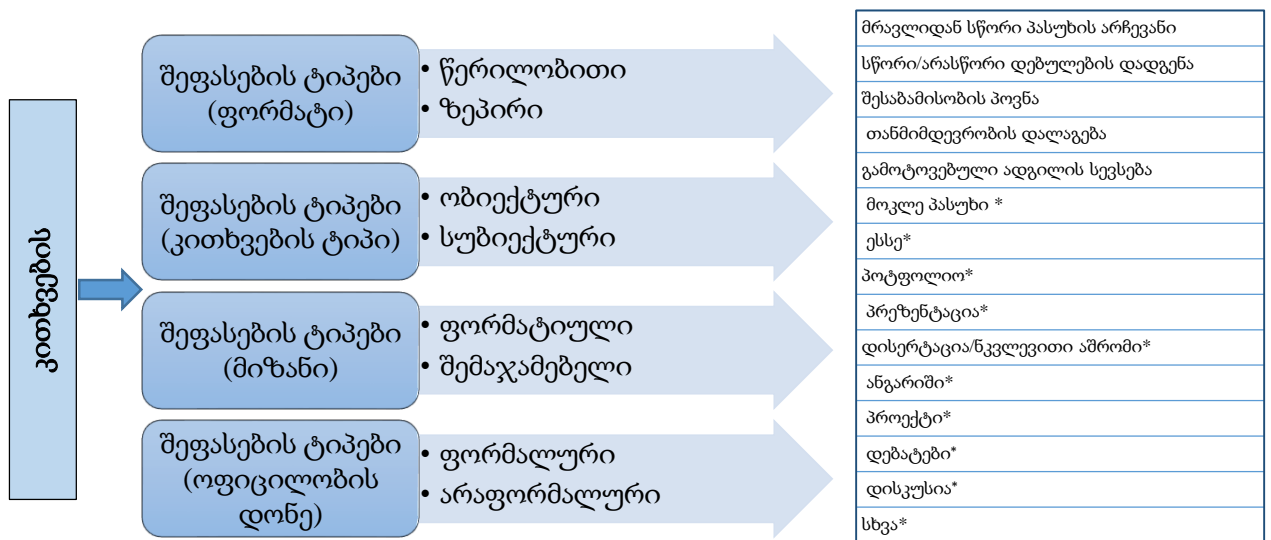 კითხვების
შეფასების ტიპები
(ფორმატი)
• წერილობითი
• ზეპირი
შეფასების ტიპები
(კითხვების ტიპი)
• ობიექტური
• სუბიექტური
შეფასების ტიპები
(მიზანი)
• ფორმატიული
• შემაჯამებელი
შეფასების ტიპები
(ოფიცილობის
დონე)
• ფორმალური
• არაფორმალური
მრავლიდან სწორი პასუხის არჩევანი
სწორი/არასწორი დებულების დადგენა
შესაბამისობის პოვნა
თანმიმდევრობის დალაგება
გამოტოვებული ადგილის სევსება
მოკლე პასუხი *
ესსე*
პოტფოლიო*
პრეზენტაცია*
დისერტაცია/ნკვლევითი აშრომი*
ანგარიში*
პროექტი*
დებატები*
დისკუსია*
სხვა*